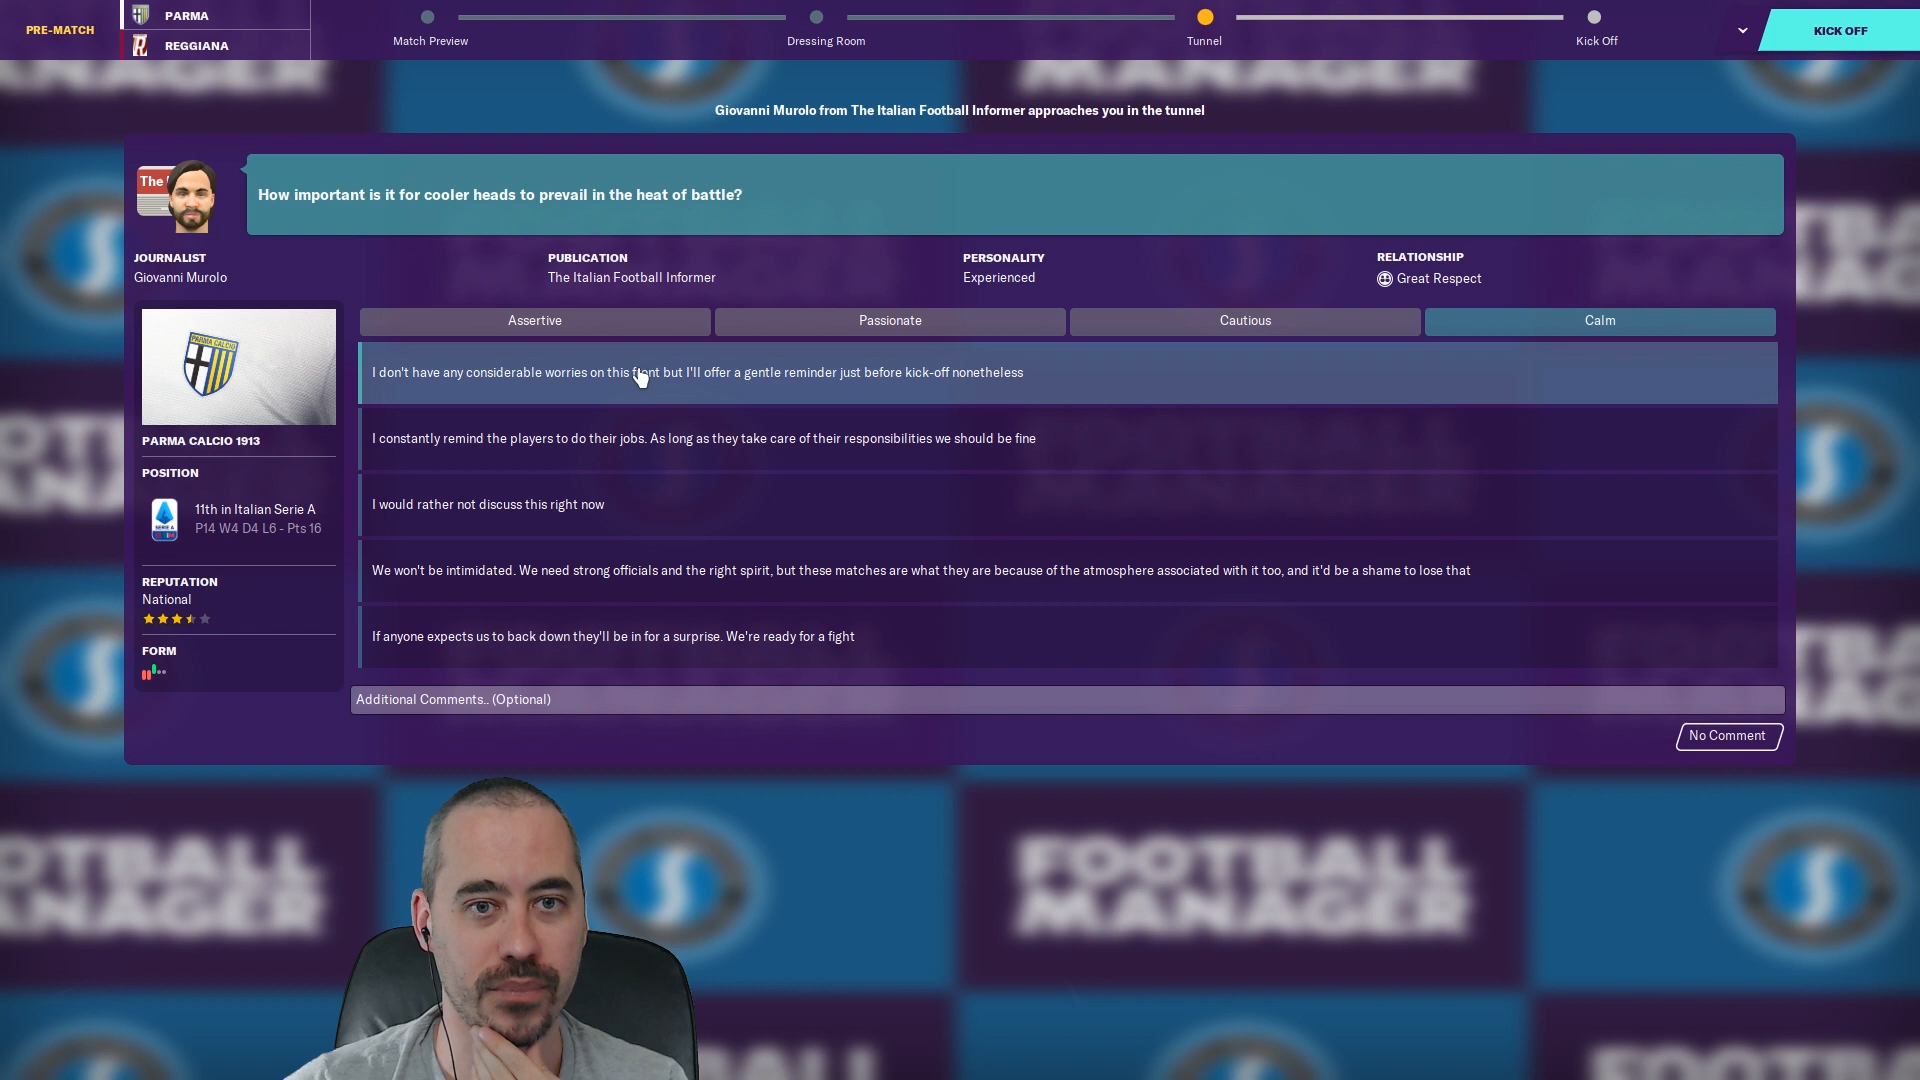 PRE-MATCH
PARMA
REGGIANA
Match Preview
Dressing Room
Tunnel
Kick Off
KICK OFF
Giovanni Murolo from The Italian Football Informer approaches you in the tunnel
The
How important is it for cooler heads to prevail in the heat of battle?
JOURNALIST
Giovanni Murolo
PUBLICATION
The Italian Football Informer
PERSONALITY
Experienced
RELATIONSHIP
Great Respect
Assertive
Passionate
Cautious
Calm
PARMA CALCIO
I don't have any considerable worries on this front but I'll offer a gentle reminder just before kick-off nonetheless
I constantly remind the players to do their jobs. As long as they take care of their responsibilities we should be fine
I would rather not discuss this right now
We won't be intimidated. We need strong officials and the right spirit, but these matches are what they are because of the atmosphere associated with it too, and it'd be a shame to lose that
If anyone expects us to back down they'll be in for a surprise. We're ready for a fight
PARMA CALCIO 1913
POSITION
SERIE A
11th in Italian Serie A
P14 W4 D4 L6 - Pts 16
REPUTATION
National
FORM
Additional Comments.. (Optional)
No Comment
FOOTBALL
MANAGER